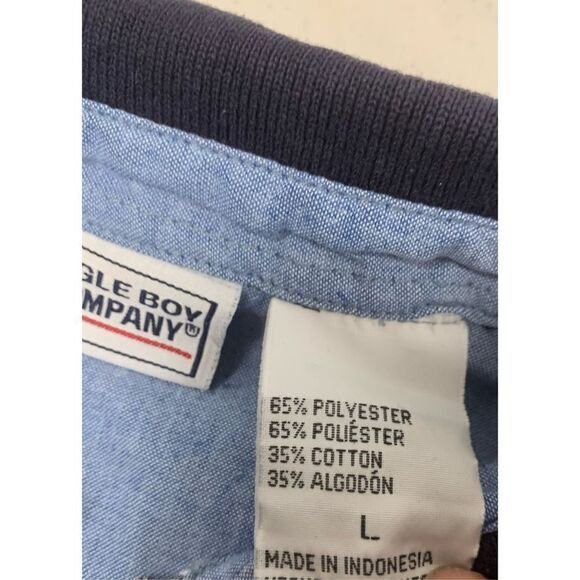 GLE BOY
MPANY®
65% POLYESTER
65% POLIÉSTER
35% COTTON
35% ALGODÓN
L
MADE IN INDONESIA